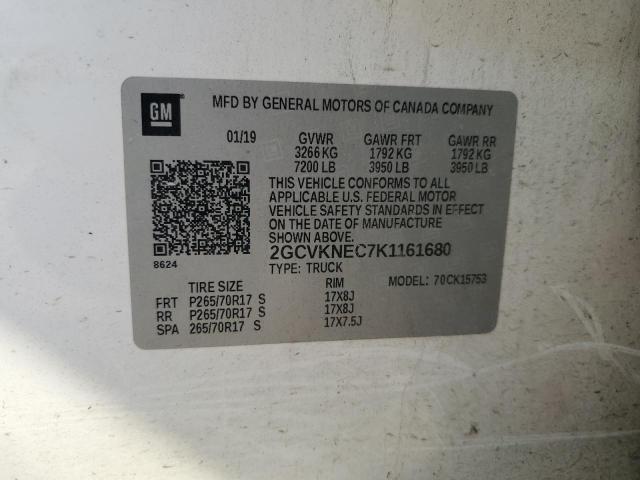 GM
MFD BY GENERAL MOTORS OF CANADA COMPANY
01/19 GVWR GAWR FRT GAWR RR
3266 KG 1792 KG 1792 KG
7200 LB 3950 LB 3950 LB
THIS VEHICLE CONFORMS TO ALL
APPLICABLE U.S. FEDERAL MOTOR
VEHICLE SAFETY STANDARDS IN EFFECT
ON THE DATE OF MANUFACTURE
SHOWN ABOVE.
8624
2GCVKNEC7K1161680
TYPE: TRUCK
MODEL: 70CK15753
TIRE SIZE RIM
FRT P265/70R17 S 17X8J
RR P265/70R17 S 17X8J
SPA 265/70R17 S 17X7.5J